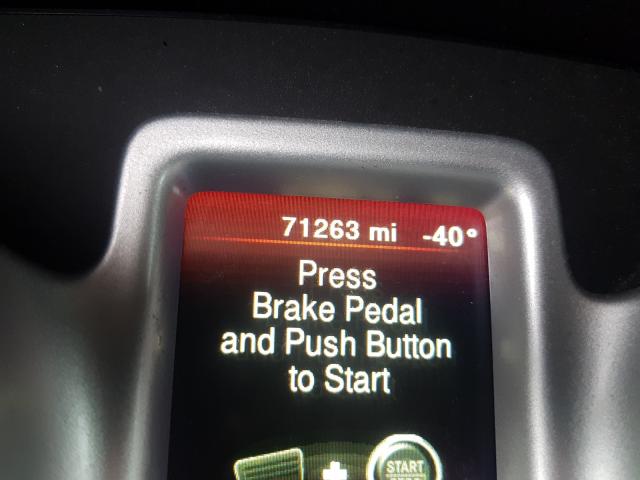 71263 mi -40°
Press
Brake Pedal
and Push Button
to Start
START